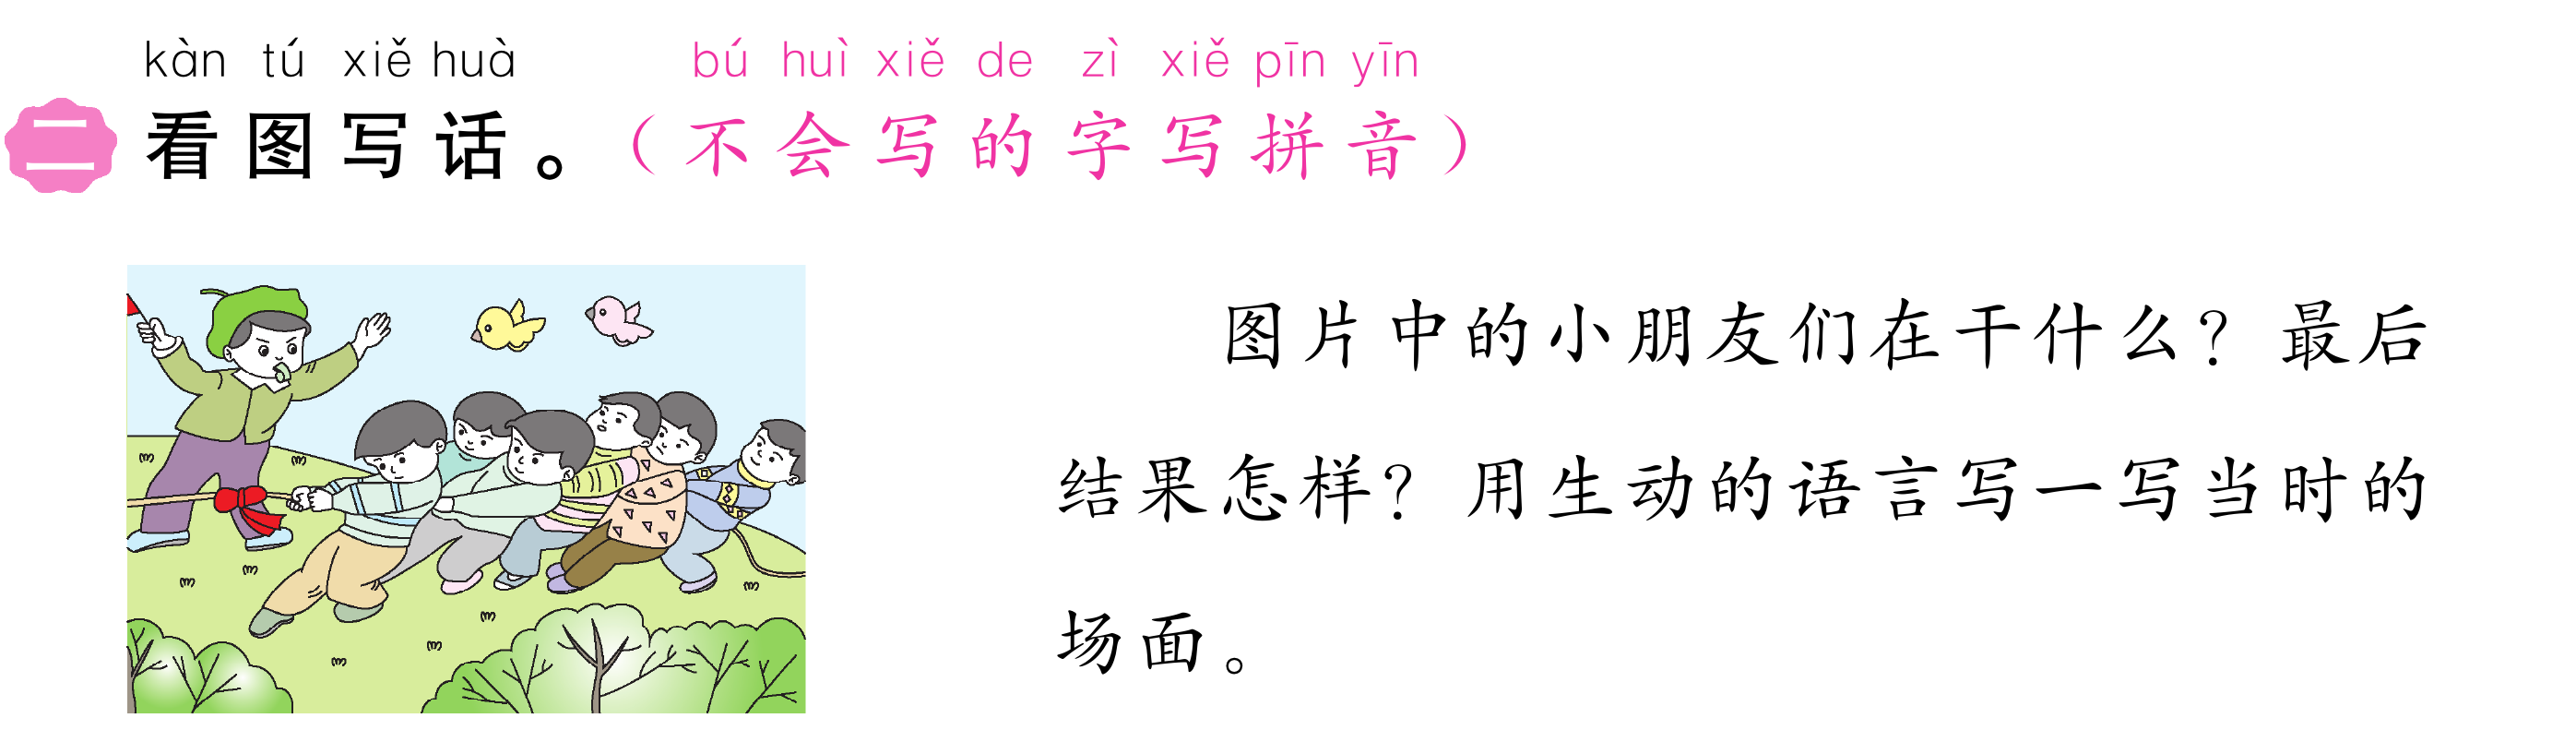 kàn tú xiě huà bú huì xiě de zì xiě pīn yīn
二 看图写话。（不会写的字写拼音）
图片中的小朋友们在干什么？最后
结果怎样？用生动的语言写一写当时的
场面。